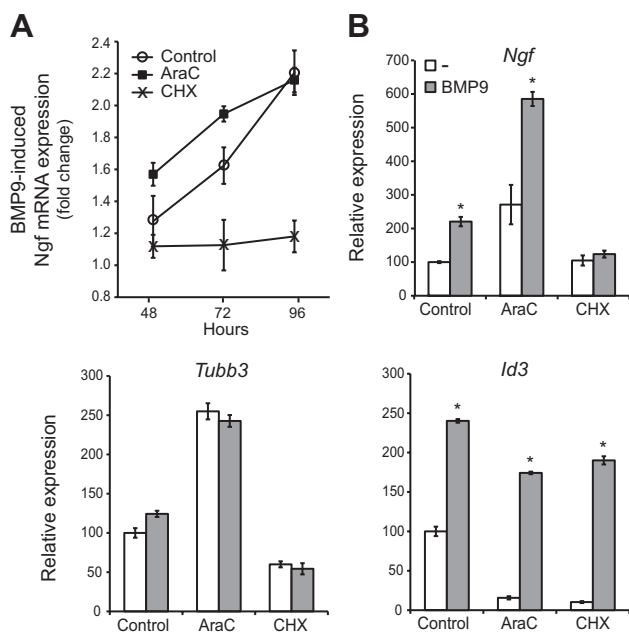 A
BMP9-induced
Ngf mRNA expression
(fold change)
2.4
2.2
2.0
1.8
1.6
1.4
1.2
1.0
0.8
Control
AraC
CHX
48 72 96
Hours
B
Ngf
Relative expression
700
600
500
400
300
200
100
0
-
BMP9
*
*
Control AraC CHX
Tubb3
Relative expression
300
250
200
150
100
50
0
Control AraC CHX
Id3
Relative expression
300
250
200
150
100
50
0
*
*
*
Control AraC CHX